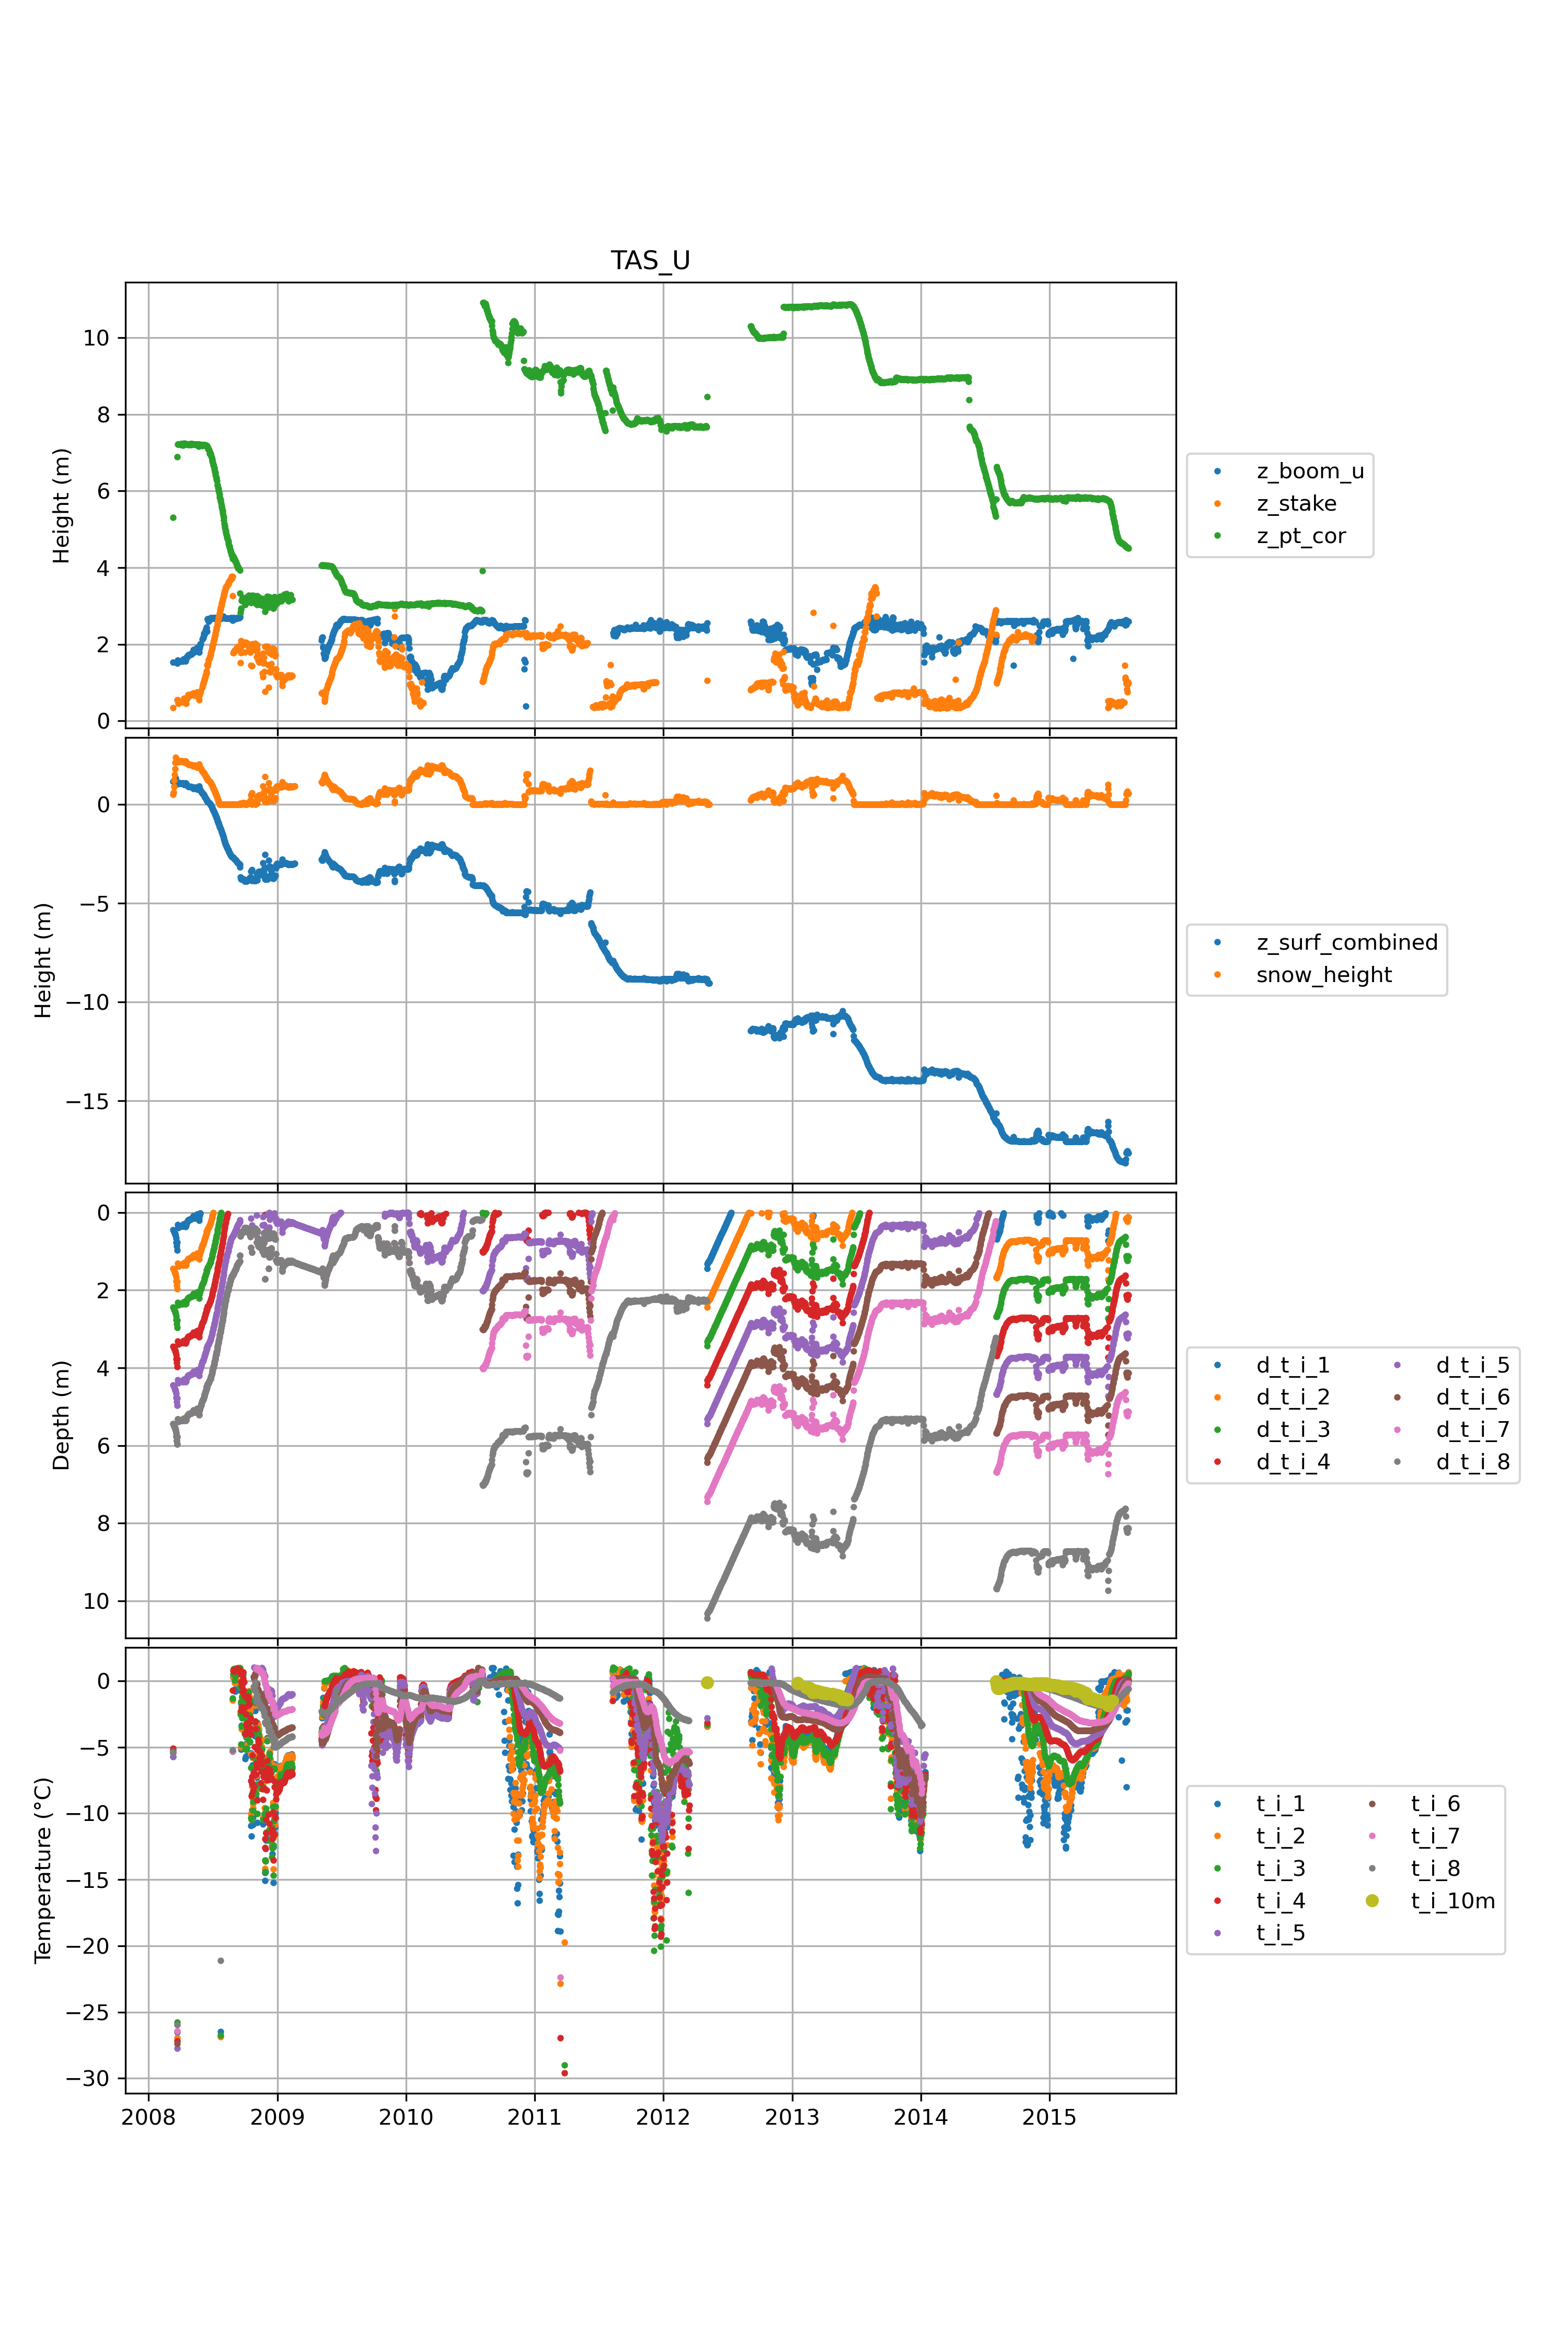 TAS_U
Height (m)
10
8
6
4
2
0
z_boom_u
z_stake
z_pt_cor
Height (m)
0
−5
−10
−15
z_surf_combined
snow_height
Depth (m)
0
2
4
6
8
10
d_t_i_1 d_t_i_5
d_t_i_2 d_t_i_6
d_t_i_3 d_t_i_7
d_t_i_4 d_t_i_8
Temperature (°C)
0
−5
−10
−15
−20
−25
−30
t_i_1 t_i_6
t_i_2 t_i_7
t_i_3 t_i_8
t_i_4 t_i_10m
t_i_5
2008 2009 2010 2011 2012 2013 2014 2015